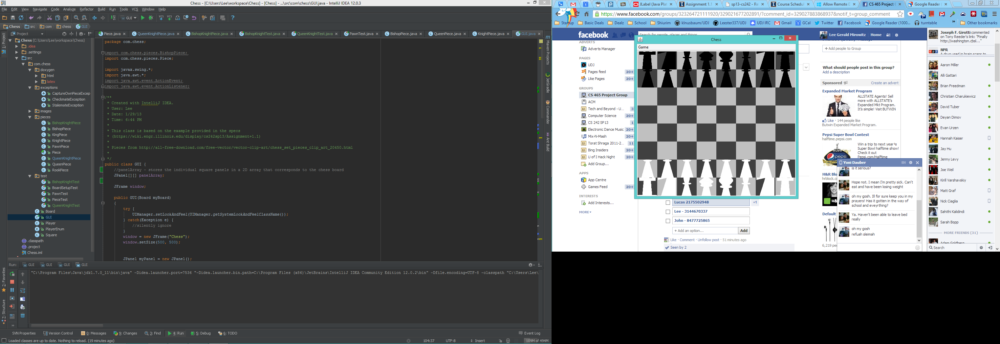 Chess - [C:\Users\Lee\workspace\Chess] - [Chess] - ...\src\com\chess\GUI.java - IntelliJ IDEA 12.0.3
File Edit View Navigate Code Analyze Refactor Build Run Tools VCS Window Help
GUI
Chess src com chess GUI
Project
Piece.java QueenKnightPiece.java BishopKnightPiece.java BishopKnightTest.java QueenKnightTest.java PawnTest.java BishopPiece.java QueenPiece.java KnightPiece.java GUI.java
1: Project
Chess (C:\Users\Lee\workspace\Chess)
.idea
.settings
src
com.chess
doxygen
html
latex
exceptions
CaptureOwnPieceExcep
CheckmateException
StalemateException
images
pieces
BishopKnightPiece
BishopPiece
KingPiece
KnightPiece
PawnPiece
Piece
QueenKnightPiece
QueenPiece
RookPiece
test
BishopKnightTest
BoardSetupTest
PawnTest
PieceTest
QueenKnightTest
Board
GUI
Player
PlayerEnum
Square
.classpath
.project
Chess.iml
package com.chess;
import com.chess.pieces.BishopPiece;
import com.chess.pieces.Piece;
import javax.swing.*;
import java.awt.*;
import java.awt.event.ActionEvent;
import java.awt.event.ActionListener;
/**
* Created with IntelliJ IDEA.
* User: Lee
* Date: 1/29/13
* Time: 6:44 PM
*
* This class is based on the example provided in the specs
* (https://wiki.engr.illinois.edu/display/cs242sp13/Assignment+1.1)
*
* Pieces from http://all-free-download.com/free-vector/vector-clip-art/chess_set_pieces_clip_art_20450.html
*
*/
public class GUI {
//panelArray - stores the individual square panels in a 2D array that corresponds to the chess board
JPanel[][] panelArray;
JFrame window;
public GUI(Board myBoard)
{
try {
UIManager.setLookAndFeel(UIManager.getSystemLookAndFeelClassName());
} catch(Exception e) {
//silently ignore
}
window = new JFrame("Chess");
window.setSize(500, 500);
JPanel myPanel = new JPanel();
Maven Projects
JetGradle
Commander
Ant Build
Run: GUI GUI GUI GUI
"C:\Program Files\Java\jdk1.7.0_11\bin\java" -Didea.launcher.port=7536 "-Didea.launcher.bin.path=C:\Program Files (x86)\JetBrains\IntelliJ IDEA Community Edition 12.0.2\bin" -Dfile.encoding=UTF-8 -classpath "C:\Users\Lee\
2: Favorites
Z: Structure
SVN Properties Version Control 0: Messages 9: Changes 3: Find 4: Run 5: Debug 6: TODO Event Log
Loaded classes are up to date. Nothing to reload. (19 minutes ago) 104:37 UTF-8 Insert 109M of 494M
JLabel (Java Plat Assignment 1.1 sp13-cs242 - Re Course Schedul Allow Remote D CS 465 Project G Google Reader (
https://www.facebook.com/groups/323264721111920/329021677202891/?comment_id=329027883868937&notif_t=group_comment
Startup Basic Deals Dealz School Shiurim klnusbaum/UDJ Leester337/UDJ UDJ IRC Gmail GCal Twitter Facebook Google Reader (1000... turntable Other bookmarks
facebook
Search for people, places and things
Lee Gerald Mirowitz Home
ADVERTS
Adverts Manager
PAGES
UDJ
Pages feed 20+
Like Pages 20+
GROUPS
CS 465 Project Group
ACM
Tech and Beyond - U... 3
Computer Science 20+
CS 242 SP13 1
Electronic Dance Music 20+
Mix-N-Mash 20+
Torat Shraga 2011-2... 11
Bing Insiders 20+
U of I Hack Night 20+
Add Group...
APPS
App Centre
Games Feed 20+
INTERESTS
Add Interests...
MORE
Chess
Game
Lucas 2175502948 +1
Lee - 3144670337
John - 8477725865
+ Add an option... Add
Like · Comment · Unfollow post · 51 minutes ago
Seen by 2
+ Add people to Group
What should people post in this group?
Add a description
Sponsored Create an advert
Expanded Market Program
ALLSTATE Agents! Sell
more with ALLSTATE's
Expanded Mkt Program.
It's simple! Visit BUTWIN
Like · 144 people like
Butwin Expanded Market Program.
Pepsi Super Bowl Contest
halftime.pepsi.com
Win a trip to next year's
Super Bowl halftime show!
Check it out
Pepsi.com/Halftime
pepsi
H&R Blo
hrblock.c
H&
Default
6,219 pe
Yoni Dauber
is it serious?
Hope not. I mean I'm pretty sick. Can't
eat and have been losing weight
oh my gosh. Ill for sure keep you in my
prayers! Has it gotten in the way of
school and eveyrthing?
Ya. Haven't been able to leave bed
really
oh my gosh
refuah sleimah
Joseph F. Girotti commented
on Tony Reeder's link: "Finally
http://washington.cbsl..."
NPR
Aaron Miller
Alli Gattari
Brian Freedman
Christian Charukiewicz
David Tuber
Deyan Dimov
Evan Urzen
Hannah Kaiser
Jay Hu
Jenny Levy
Joe Weil
Kirill Varshavskiy
Matt Graf
Nick Ciaglia
Sahithi Kalidindi
Sarah Bopp
MORE FRIENDS (31)
Adam Goldberg
Search